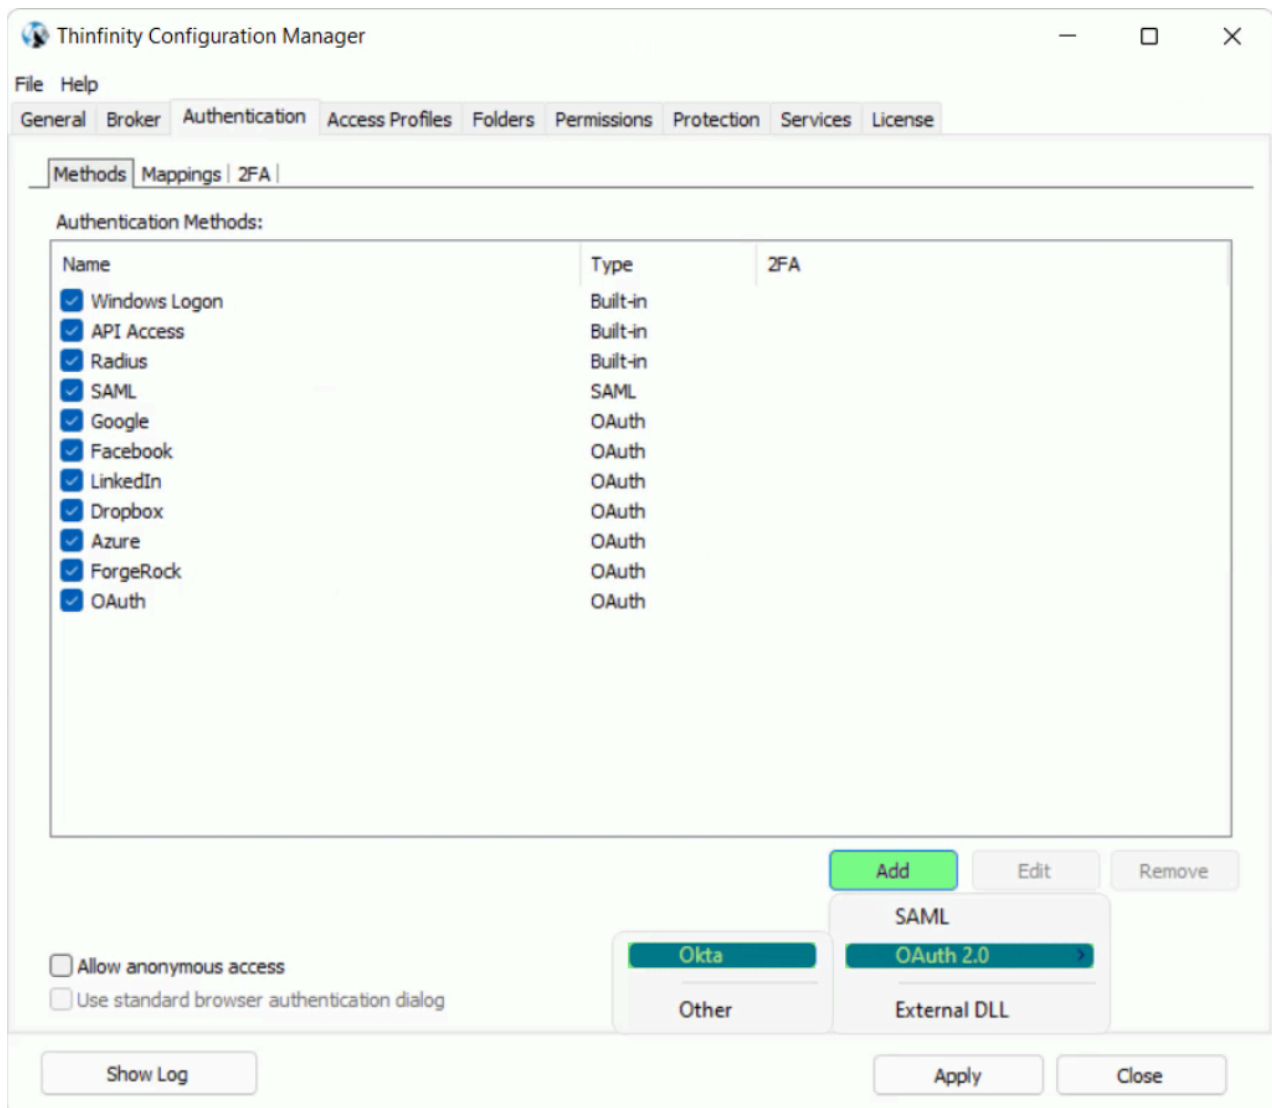 Thinfinity Configuration Manager
File Help
General Broker Authentication Access Profiles Folders Permissions Protection Services License
Methods Mappings 2FA
Authentication Methods:
Name Type 2FA
Windows Logon Built-in
API Access Built-in
Radius Built-in
SAML SAML
Google OAuth
Facebook OAuth
LinkedIn OAuth
Dropbox OAuth
Azure OAuth
ForgeRock OAuth
OAuth OAuth
Add Edit Remove
SAML
Okta OAuth 2.0
Allow anonymous access
Use standard browser authentication dialog
Other External DLL
Show Log Apply Close